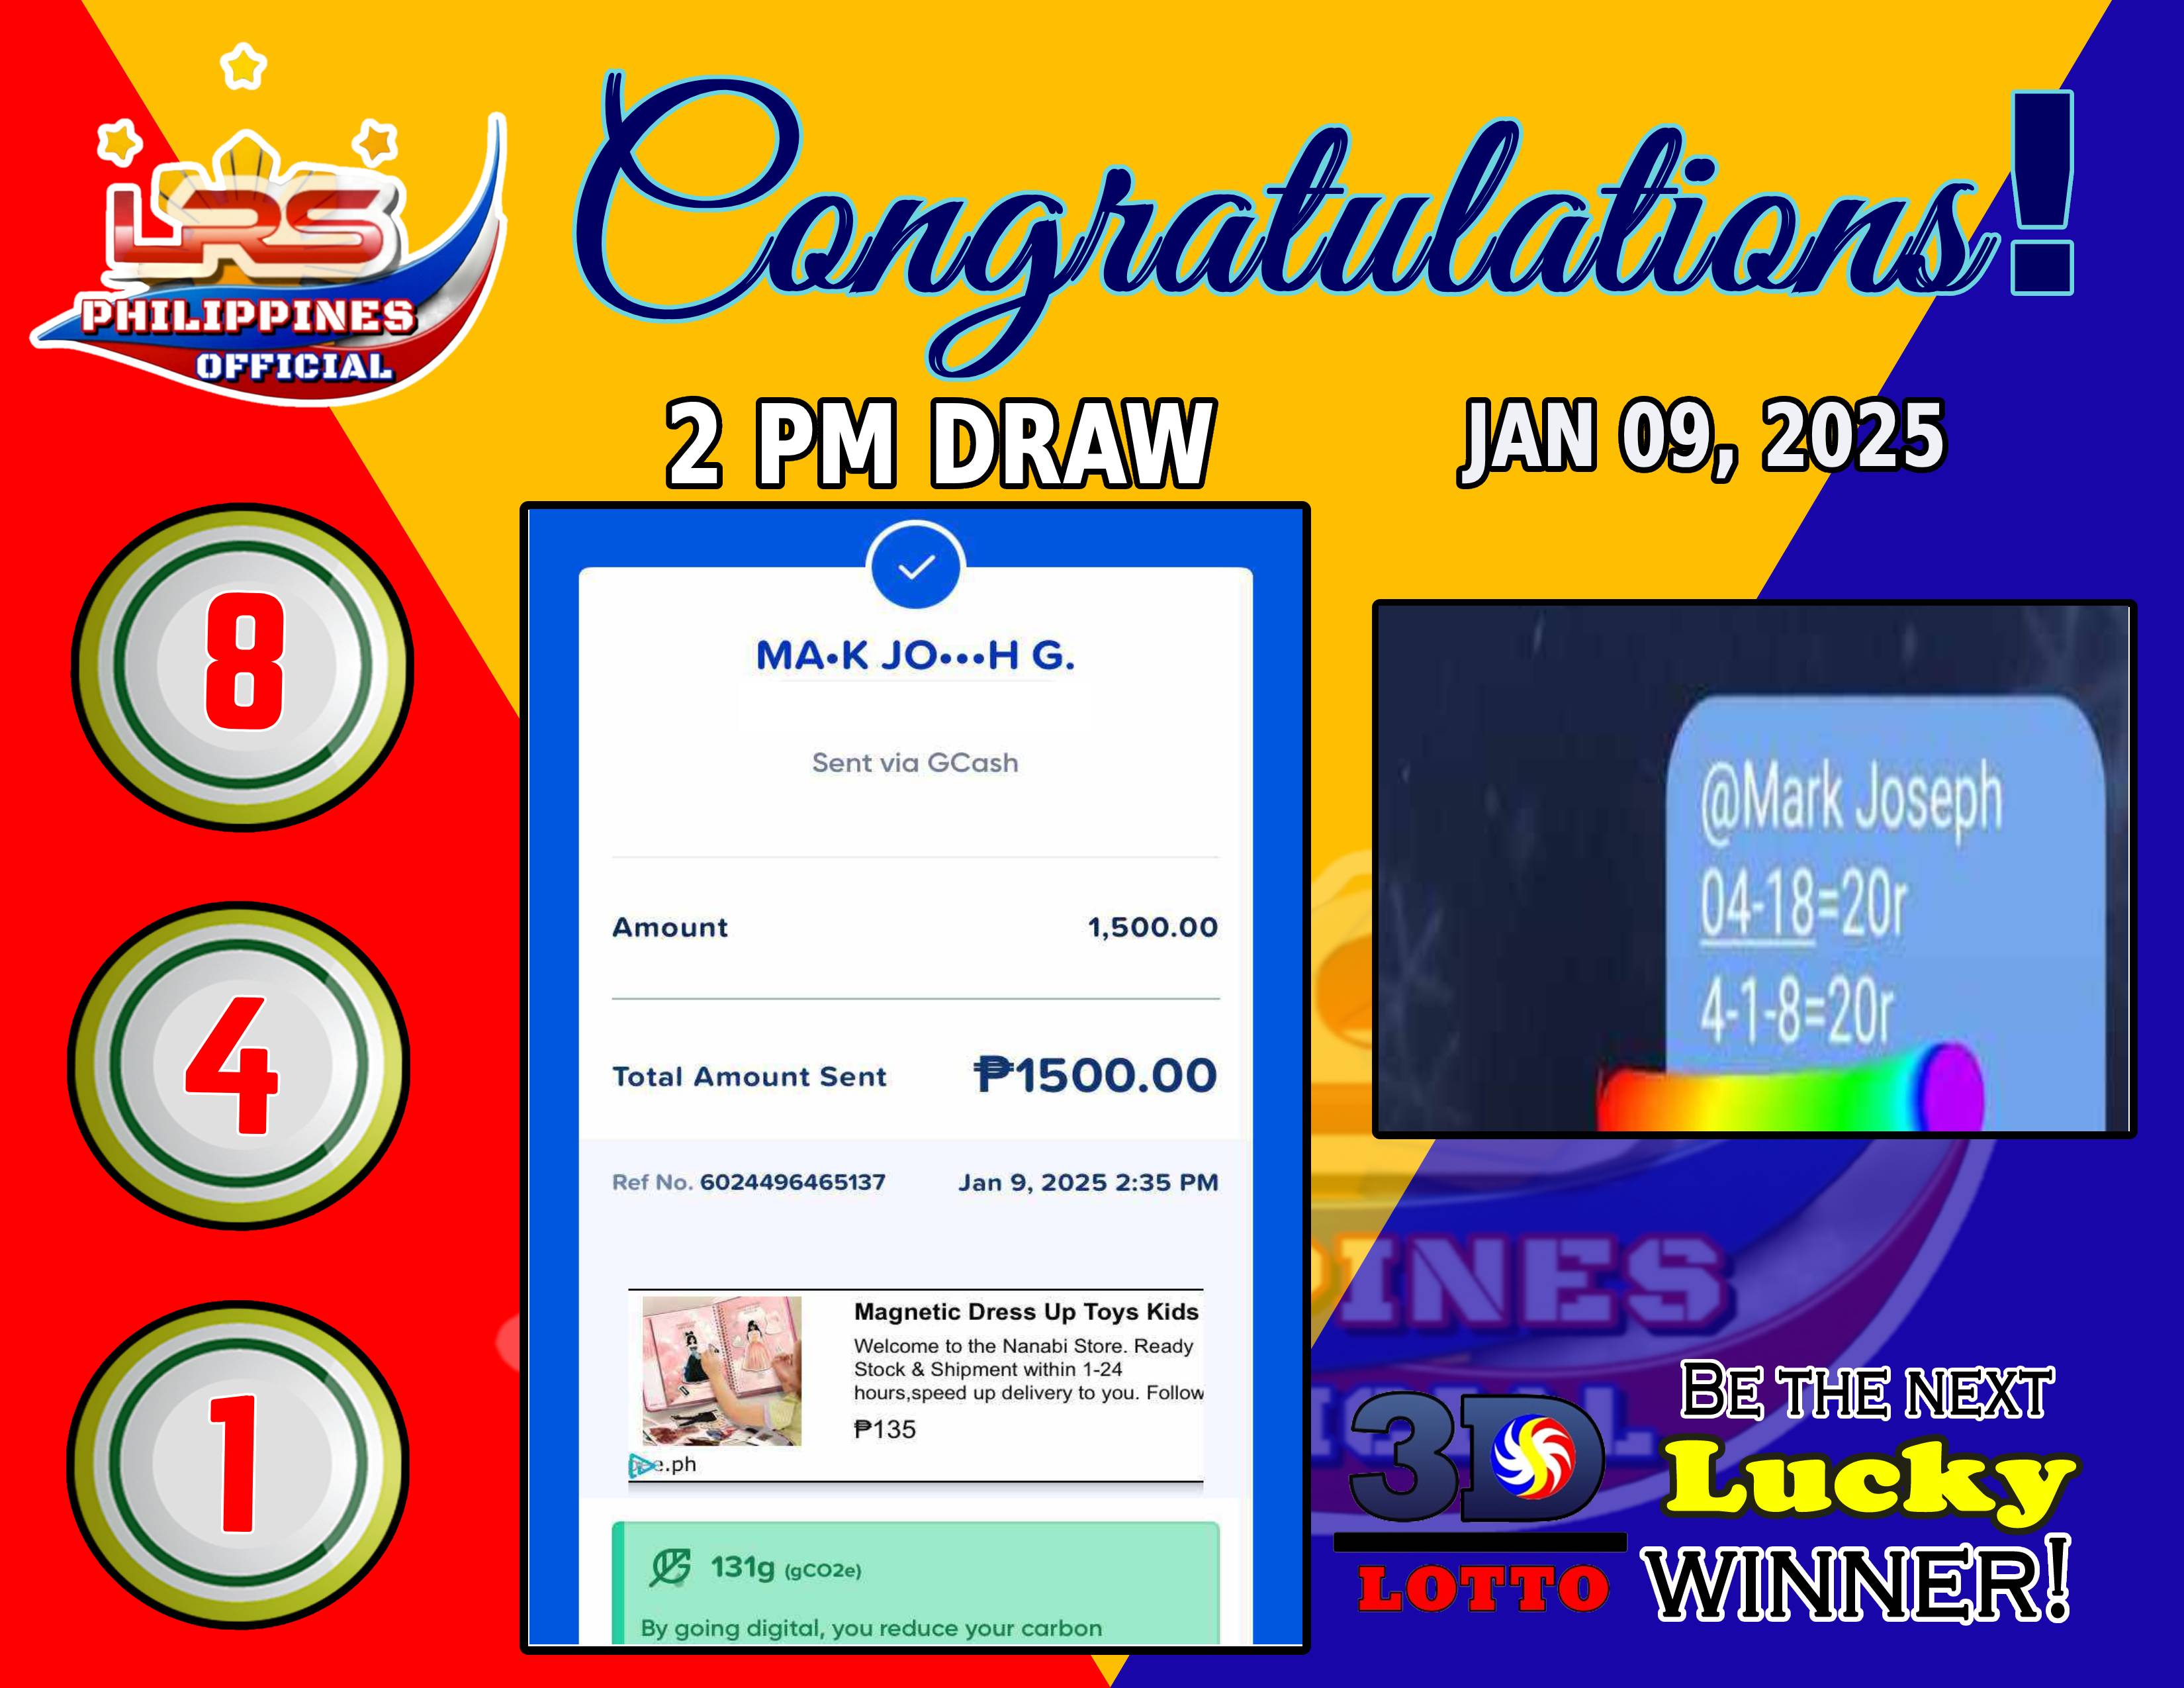 LRS
PHILIPPINES
OFFICIAL
Congratulations!
2 PM DRAW
JAN 09, 2025
8
4
1
MA•K JO•••H G.
Sent via GCash
Amount 1,500.00
Total Amount Sent ₱1500.00
Ref No. 6024496465137 Jan 9, 2025 2:35 PM
Magnetic Dress Up Toys Kids
Welcome to the Nanabi Store. Ready
Stock & Shipment within 1-24
hours,speed up delivery to you. Follow
₱135
e.ph
131g (gCO2e)
By going digital, you reduce your carbon
@Mark Joseph
04-18=20r
4-1-8=20r
PINES
3D
LOTTO
BE THE NEXT
Lucky
WINNER!